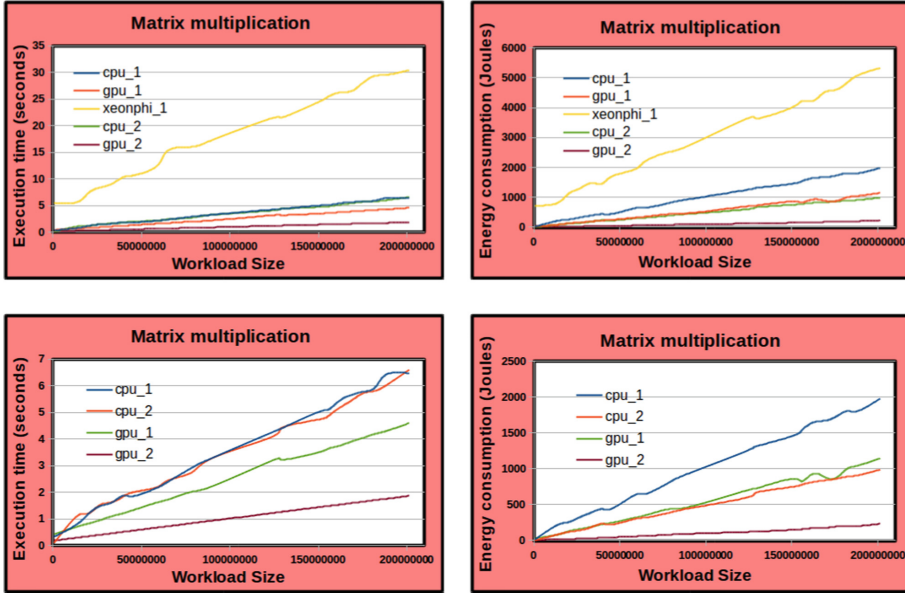 Matrix multiplication
Execution time (seconds)
35
30
25
20
15
10
5
0
cpu_1
gpu_1
xeonphi_1
cpu_2
gpu_2
0 50000000 100000000 150000000 200000000
Workload Size
Matrix multiplication
Energy consumption (Joules)
6000
5000
4000
3000
2000
1000
0
cpu_1
gpu_1
xeonphi_1
cpu_2
gpu_2
0 50000000 100000000 150000000 200000000
Workload Size
Matrix multiplication
Execution time (seconds)
7
6
5
4
3
2
1
0
cpu_1
cpu_2
gpu_1
gpu_2
0 50000000 100000000 150000000 200000000
Workload Size
Matrix multiplication
Energy consumption (Joules)
2500
2000
1500
1000
500
0
cpu_1
cpu_2
gpu_1
gpu_2
0 50000000 100000000 150000000 200000000
Workload Size